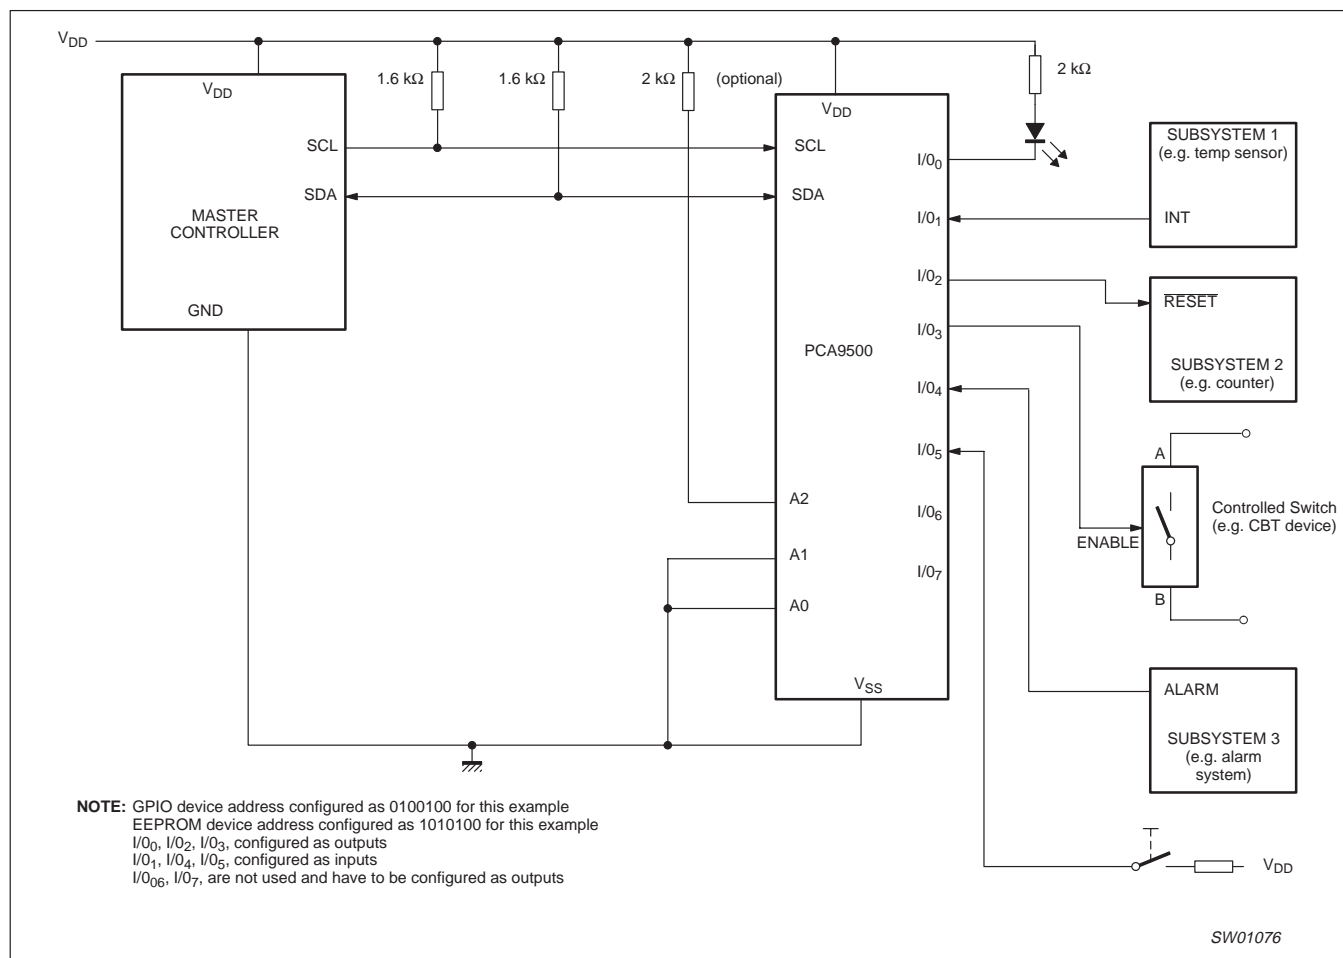 VDD
1.6 kΩ
1.6 kΩ
2 kΩ
(optional)
2 kΩ
VDD
VDD
SCL
SCL
SDA
SDA
MASTER
CONTROLLER
GND
PCA9500
I/00
I/01
I/02
I/03
I/04
I/05
I/06
I/07
A2
A1
A0
VSS
SUBSYSTEM 1
(e.g. temp sensor)
INT
RESET
SUBSYSTEM 2
(e.g. counter)
A
Controlled Switch
(e.g. CBT device)
ENABLE
B
ALARM
SUBSYSTEM 3
(e.g. alarm
system)
VDD
NOTE: GPIO device address configured as 0100100 for this example
EEPROM device address configured as 1010100 for this example
I/00, I/02, I/03, configured as outputs
I/01, I/04, I/05, configured as inputs
I/006, I/07, are not used and have to be configured as outputs
SW01076